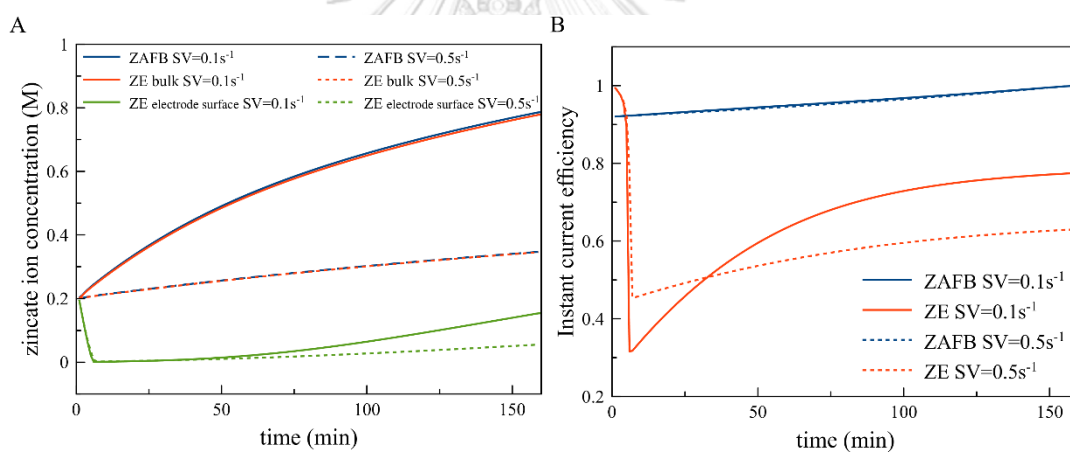 A
B
ZAFB SV=0.1s⁻¹
ZAFB SV=0.5s⁻¹
ZE bulk SV=0.1s⁻¹
ZE bulk SV=0.5s⁻¹
ZE electrode surface SV=0.1s⁻¹
ZE electrode surface SV=0.5s⁻¹
zincate ion concentration (M)
1
0.8
0.6
0.4
0.2
0
0
50
100
150
time (min)
Instant current efficiency
1
0.8
0.6
0.4
0.2
ZAFB SV=0.1s⁻¹
ZE SV=0.1s⁻¹
ZAFB SV=0.5s⁻¹
ZE SV=0.5s⁻¹
0
50
100
150
time (min)